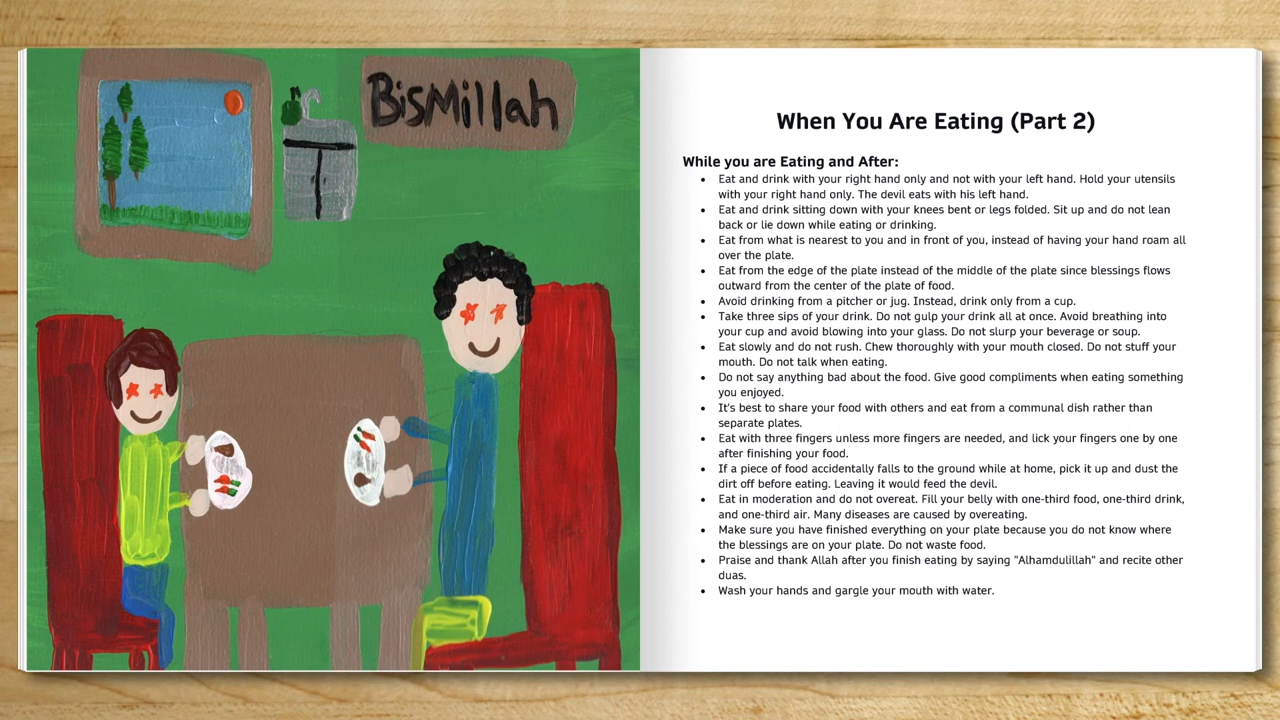 BisMillah
When You Are Eating (Part 2)
While you are Eating and After:
• Eat and drink with your right hand only and not with your left hand. Hold your utensils
with your right hand only. The devil eats with his left hand.
• Eat and drink sitting down with your knees bent or legs folded. Sit up and do not lean
back or lie down while eating or drinking.
• Eat from what is nearest to you and in front of you, instead of having your hand roam all
over the plate.
• Eat from the edge of the plate instead of the middle of the plate since blessings flows
outward from the center of the plate of food.
• Avoid drinking from a pitcher or jug. Instead, drink only from a cup.
• Take three sips of your drink. Do not gulp your drink all at once. Avoid breathing into
your cup and avoid blowing into your glass. Do not slurp your beverage or soup.
• Eat slowly and do not rush. Chew thoroughly with your mouth closed. Do not stuff your
mouth. Do not talk when eating.
• Do not say anything bad about the food. Give good compliments when eating something
you enjoyed.
• It's best to share your food with others and eat from a communal dish rather than
separate plates.
• Eat with three fingers unless more fingers are needed, and lick your fingers one by one
after finishing your food.
• If a piece of food accidentally falls to the ground while at home, pick it up and dust the
dirt off before eating. Leaving it would feed the devil.
• Eat in moderation and do not overeat. Fill your belly with one-third food, one-third drink,
and one-third air. Many diseases are caused by overeating.
• Make sure you have finished everything on your plate because you do not know where
the blessings are on your plate. Do not waste food.
• Praise and thank Allah after you finish eating by saying "Alhamdulillah" and recite other
duas.
• Wash your hands and gargle your mouth with water.